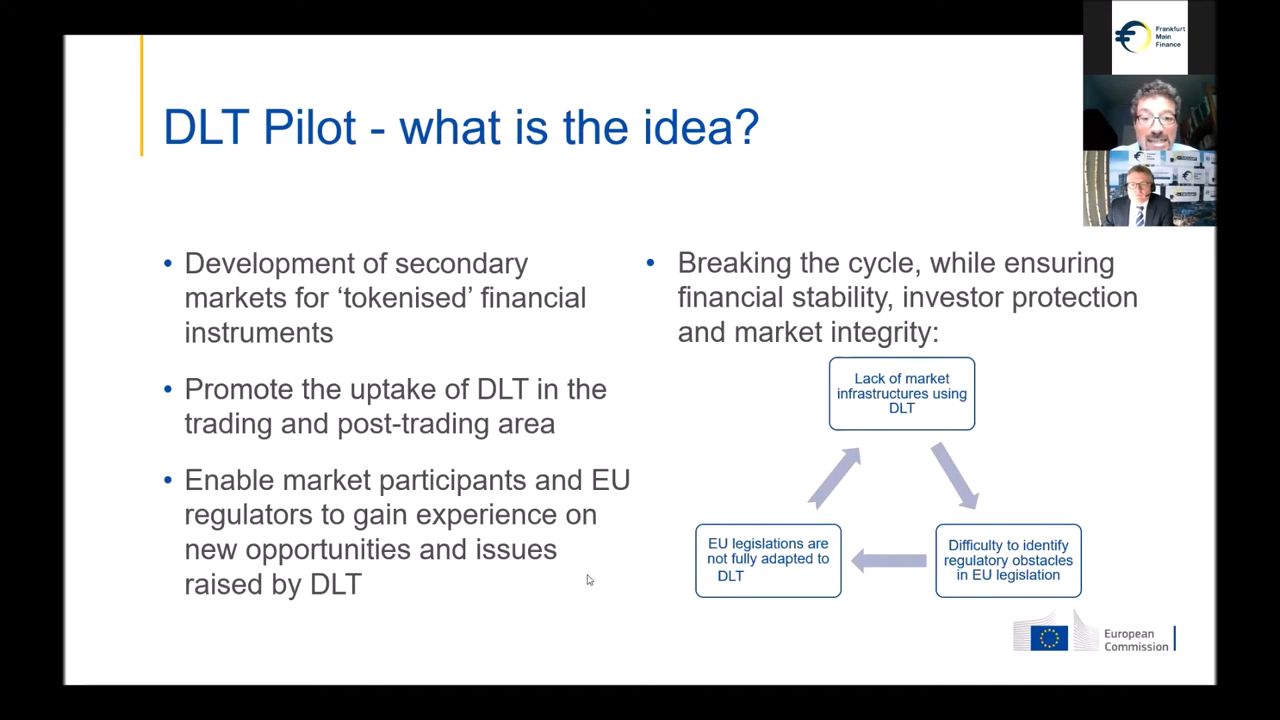 Frankfurt
Main
Finance
DLT Pilot - what is the idea?
• Development of secondary
markets for ‘tokenised’ financial
instruments
• Promote the uptake of DLT in the
trading and post-trading area
• Enable market participants and EU
regulators to gain experience on
new opportunities and issues
raised by DLT
• Breaking the cycle, while ensuring
financial stability, investor protection
and market integrity:
Lack of market
infrastructures using
DLT
Difficulty to identify
regulatory obstacles
in EU legislation
EU legislations are
not fully adapted to
DLT
European
Commission